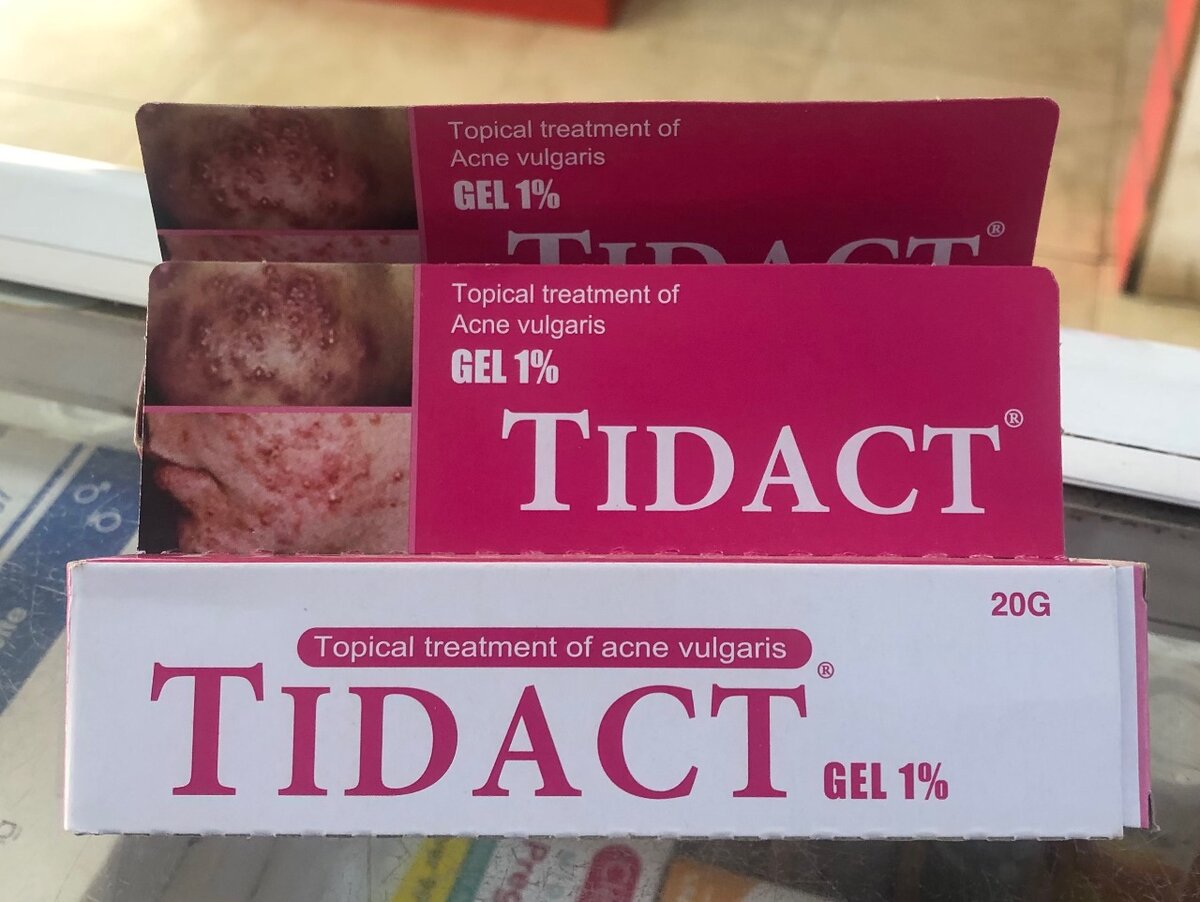 Topical treatment of
Acne vulgaris
GEL 1%
TIDACT®
Topical treatment of
Acne vulgaris
GEL 1%
TIDACT®
20G
Topical treatment of acne vulgaris
TIDACT®
GEL 1%